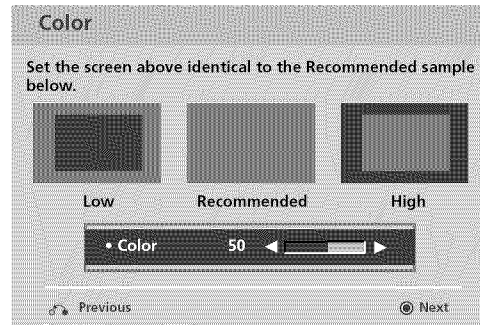 Color
Set the screen above identical to the Recommended sample
below.
Low Recommended High
• Color 50
Previous Next